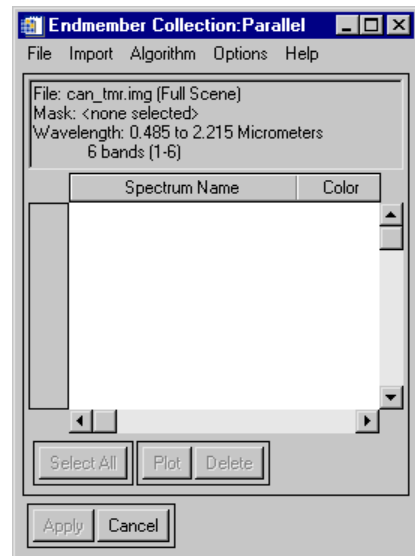 Endmember Collection:Parallel
File Import Algorithm Options Help
File: can_tmr.img (Full Scene)
Mask: <none selected>
Wavelength: 0.485 to 2.215 Micrometers
6 bands (1-6)
Spectrum Name Color
Select All Plot Delete
Apply Cancel